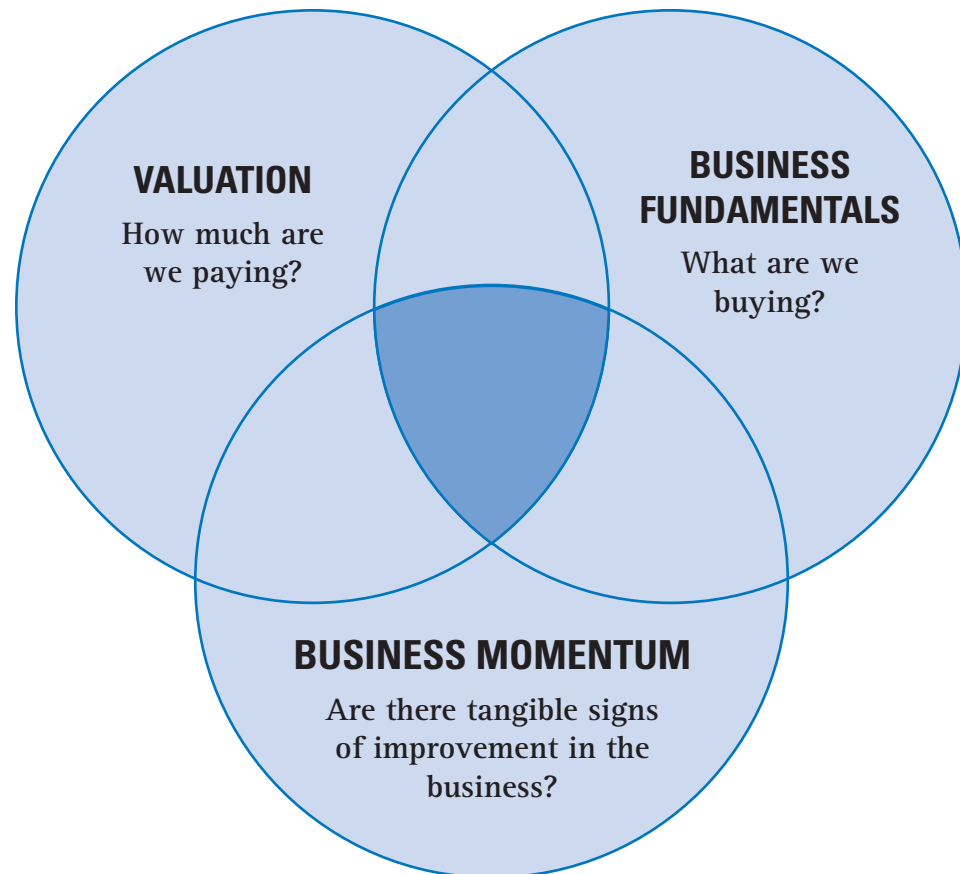 VALUATION
How much are
we paying?
BUSINESS
FUNDAMENTALS
What are we
buying?
BUSINESS MOMENTUM
Are there tangible signs
of improvement in the
business?